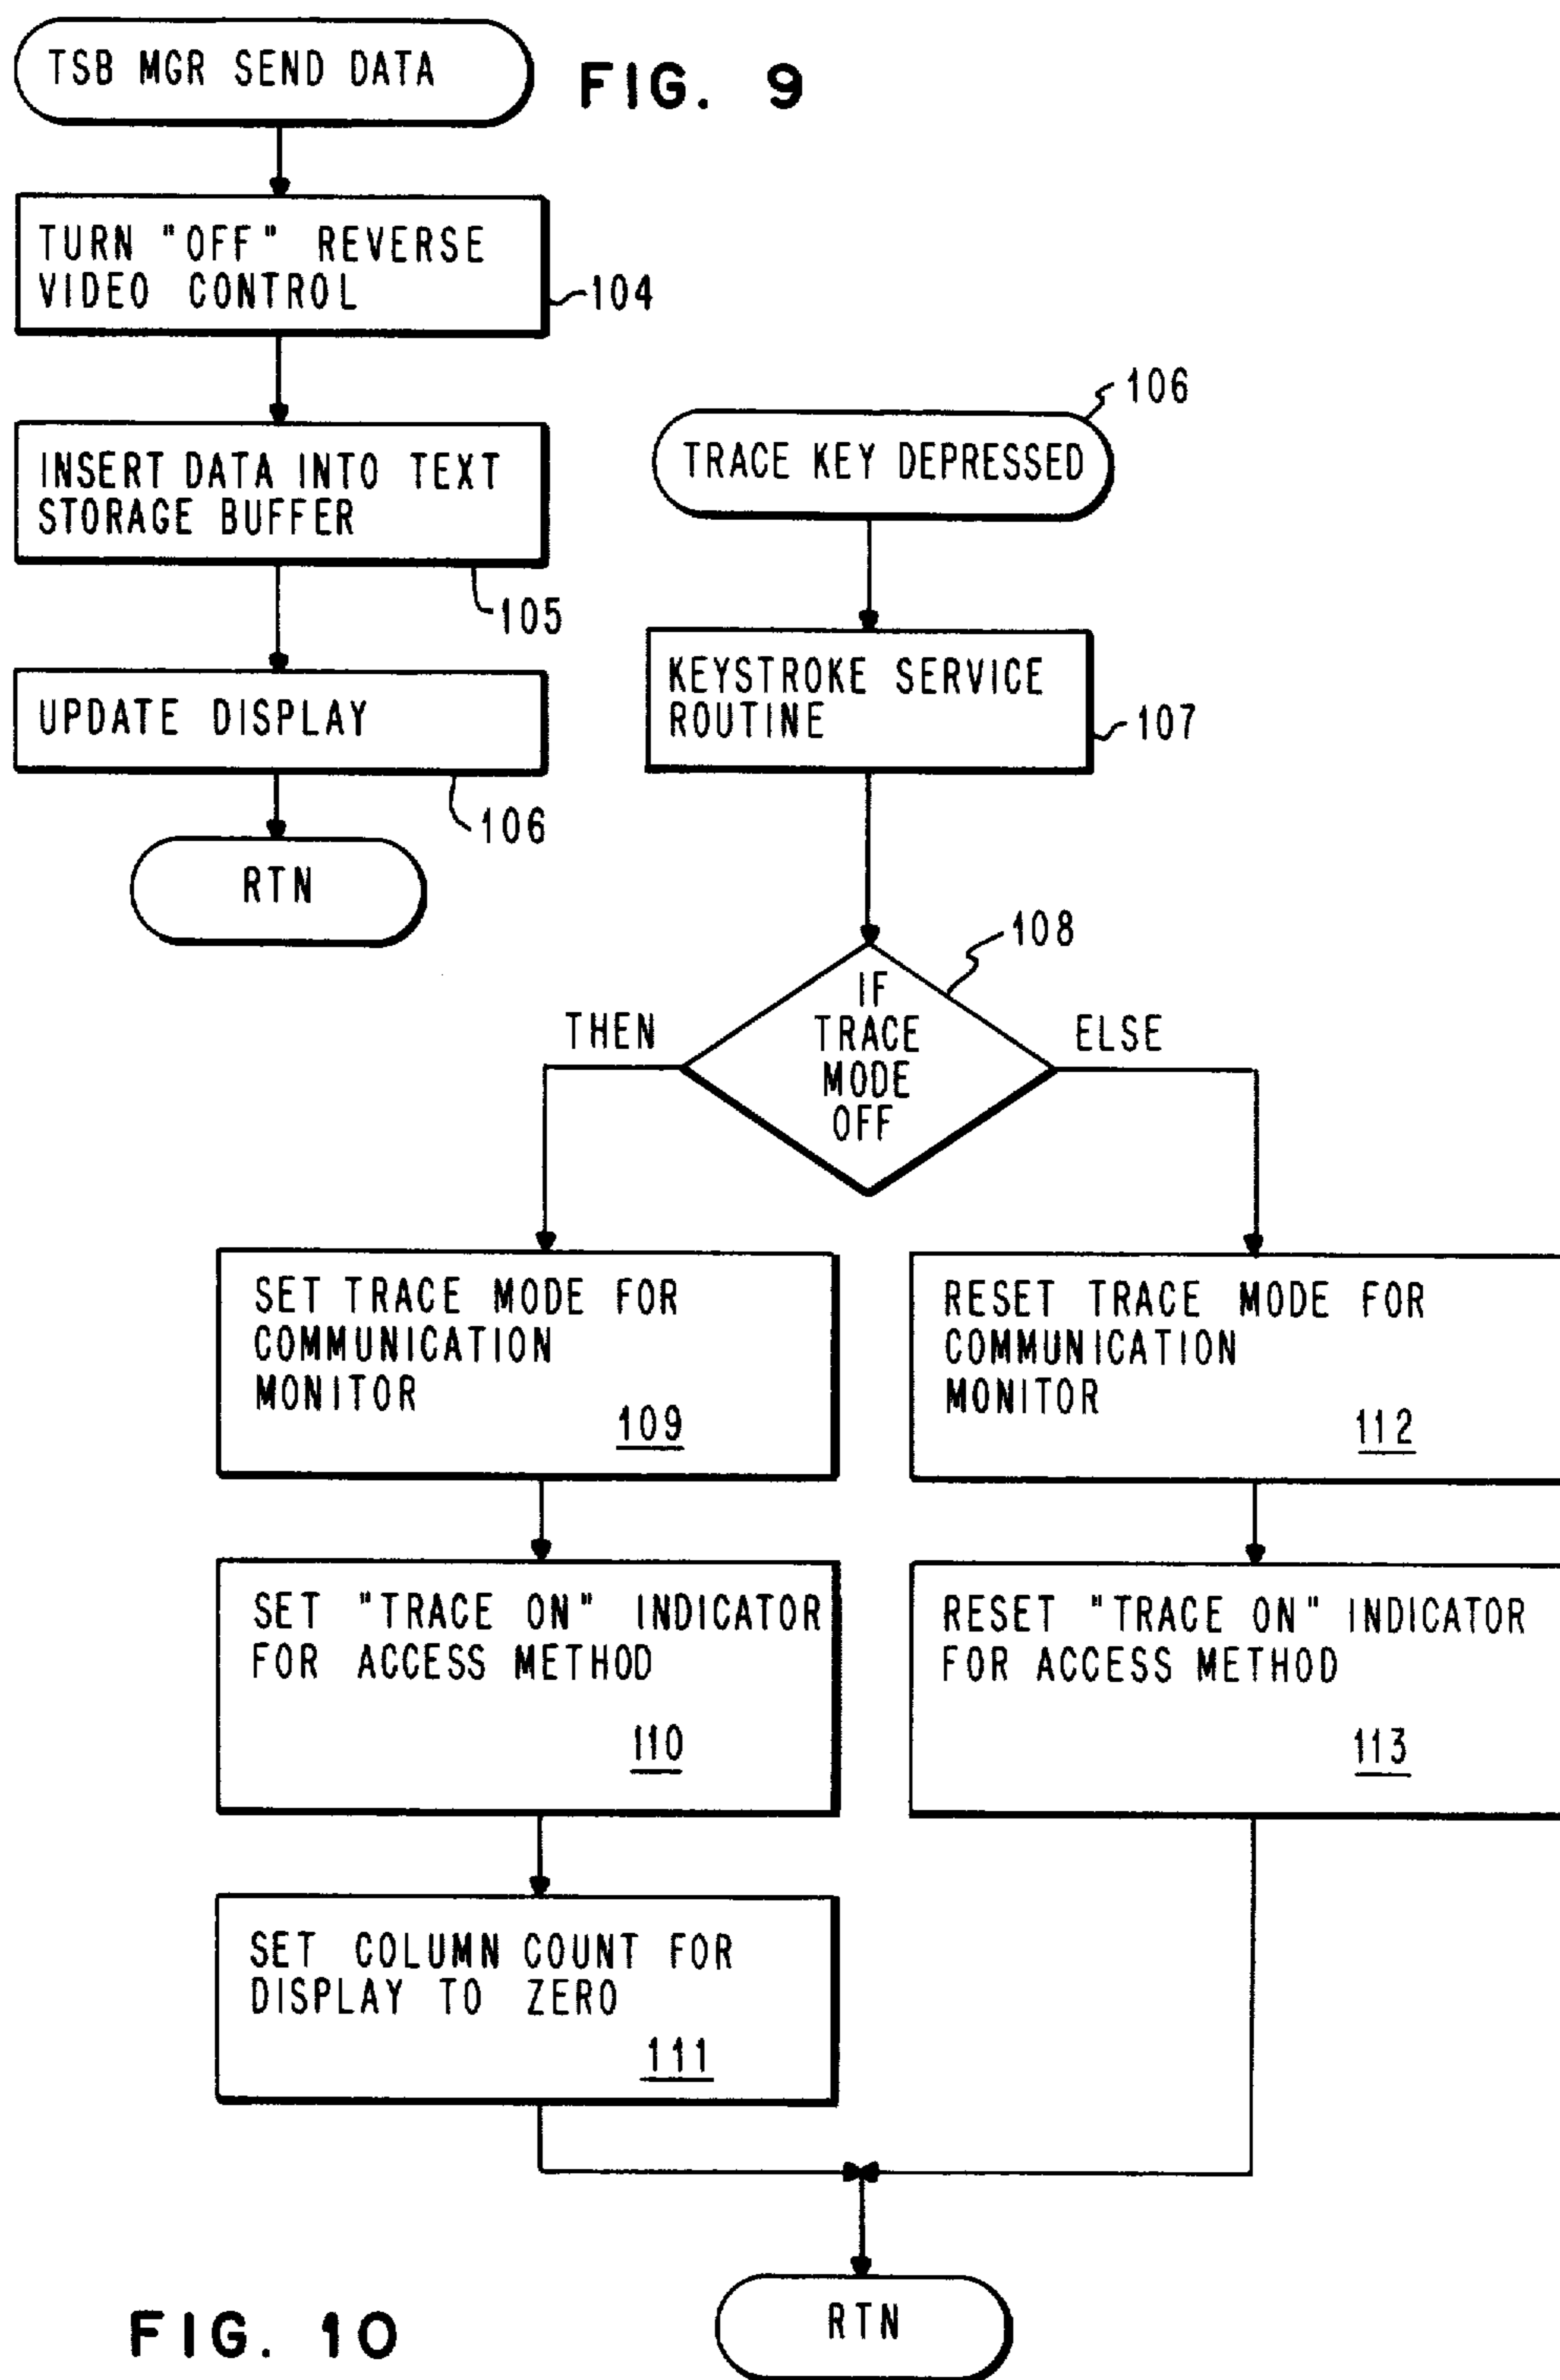 TSB MGR SEND DATA
FIG. 9
TURN "OFF" REVERSE
VIDEO CONTROL
104
INSERT DATA INTO TEXT
STORAGE BUFFER
105
UPDATE DISPLAY
106
RTN
106
TRACE KEY DEPRESSED
KEYSTROKE SERVICE
ROUTINE
107
108
IF
TRACE
MODE
OFF
THEN
ELSE
SET TRACE MODE FOR
COMMUNICATION
MONITOR
109
RESET TRACE MODE FOR
COMMUNICATION
MONITOR
112
SET "TRACE ON" INDICATOR
FOR ACCESS METHOD
110
RESET "TRACE ON" INDICATOR
FOR ACCESS METHOD
113
SET COLUMN COUNT FOR
DISPLAY TO ZERO
111
RTN
FIG. 10